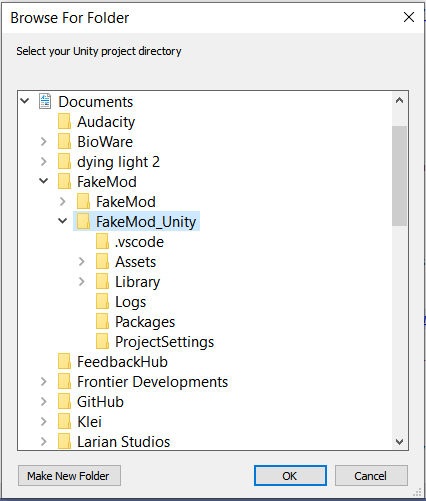 Browse For Folder
Select your Unity project directory
Documents
Audacity
BioWare
dying light 2
FakeMod
FakeMod
FakeMod_Unity
.vscode
Assets
Library
Logs
Packages
ProjectSettings
FeedbackHub
Frontier Developments
GitHub
Klei
Larian Studios
Make New Folder OK Cancel